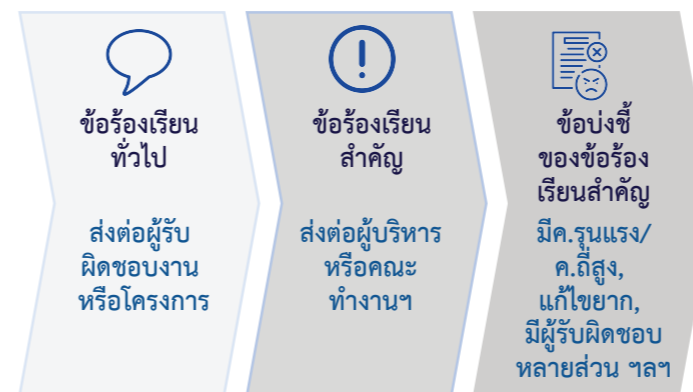 ข้อร้องเรียน
ทั่วไป
ส่งต่อผู้รับ
ผิดชอบงาน
หรือโครงการ
ข้อร้องเรียน
สำคัญ
ส่งต่อผู้บริหาร
หรือคณะ
ทำงานฯ
ข้อบ่งชี้
ของข้อร้อง
เรียนสำคัญ
มีค.รุนแรง/
ค.ถี่สูง,
แก้ไขยาก,
มีผู้รับผิดชอบ
หลายส่วน ฯลฯ